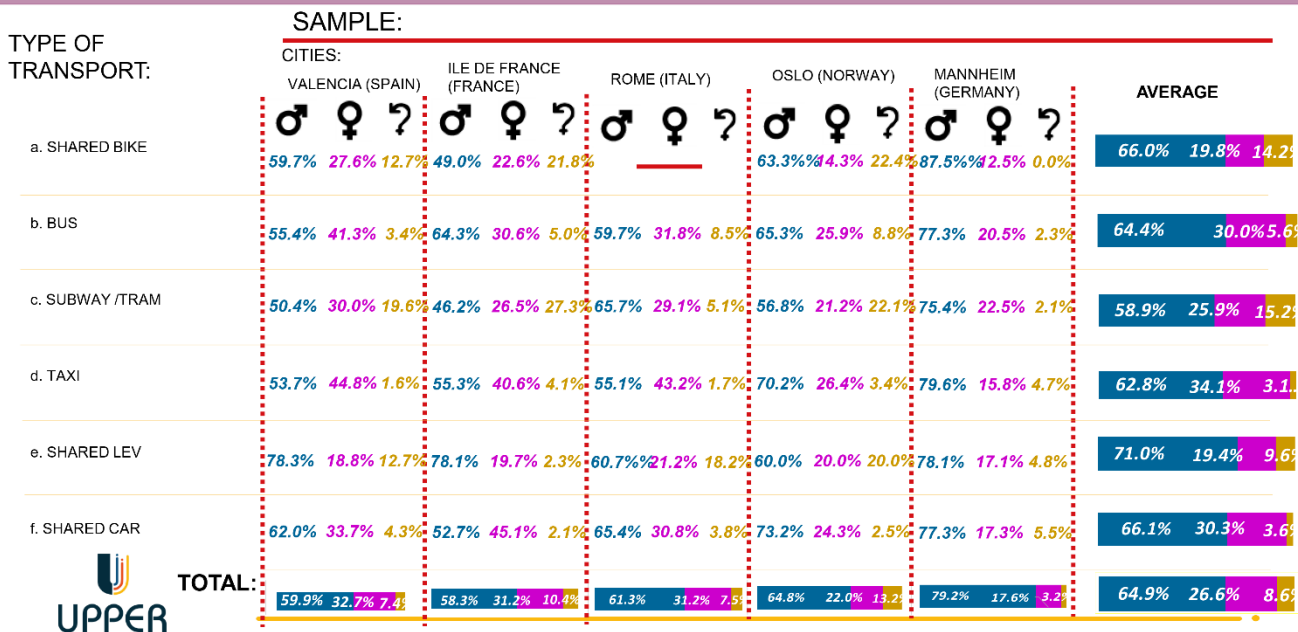 SAMPLE:
TYPE OF
TRANSPORT:
CITIES:
VALENCIA (SPAIN)
ILE DE FRANCE
(FRANCE)
ROME (ITALY)
OSLO (NORWAY)
MANNHEIM
(GERMANY)
AVERAGE
a. SHARED BIKE
59.7% 27.6% 12.7% 49.0% 22.6% 21.8% 63.3%% 14.3% 22.4% 87.5%% 12.5% 0.0% 66.0% 19.8% 14.2%
b. BUS
55.4% 41.3% 3.4% 64.3% 30.6% 5.0% 59.7% 31.8% 8.5% 65.3% 25.9% 8.8% 77.3% 20.5% 2.3% 64.4% 30.0% 5.6%
c. SUBWAY /TRAM
50.4% 30.0% 19.6% 46.2% 26.5% 27.3% 65.7% 29.1% 5.1% 56.8% 21.2% 22.1% 75.4% 22.5% 2.1% 58.9% 25.9% 15.2%
d. TAXI
53.7% 44.8% 1.6% 55.3% 40.6% 4.1% 55.1% 43.2% 1.7% 70.2% 26.4% 3.4% 79.6% 15.8% 4.7% 62.8% 34.1% 3.1...
e. SHARED LEV
78.3% 18.8% 12.7% 78.1% 19.7% 2.3% 60.7%% 21.2% 18.2% 60.0% 20.0% 20.0% 78.1% 17.1% 4.8% 71.0% 19.4% 9.6%
f. SHARED CAR
62.0% 33.7% 4.3% 52.7% 45.1% 2.1% 65.4% 30.8% 3.8% 73.2% 24.3% 2.5% 77.3% 17.3% 5.5% 66.1% 30.3% 3.6%
TOTAL:
59.9% 32.7% 7.4% 58.3% 31.2% 10.4% 61.3% 31.2% 7.5% 64.8% 22.0% 13.2% 79.2% 17.6% 3.2% 64.9% 26.6% 8.6%
UPPER